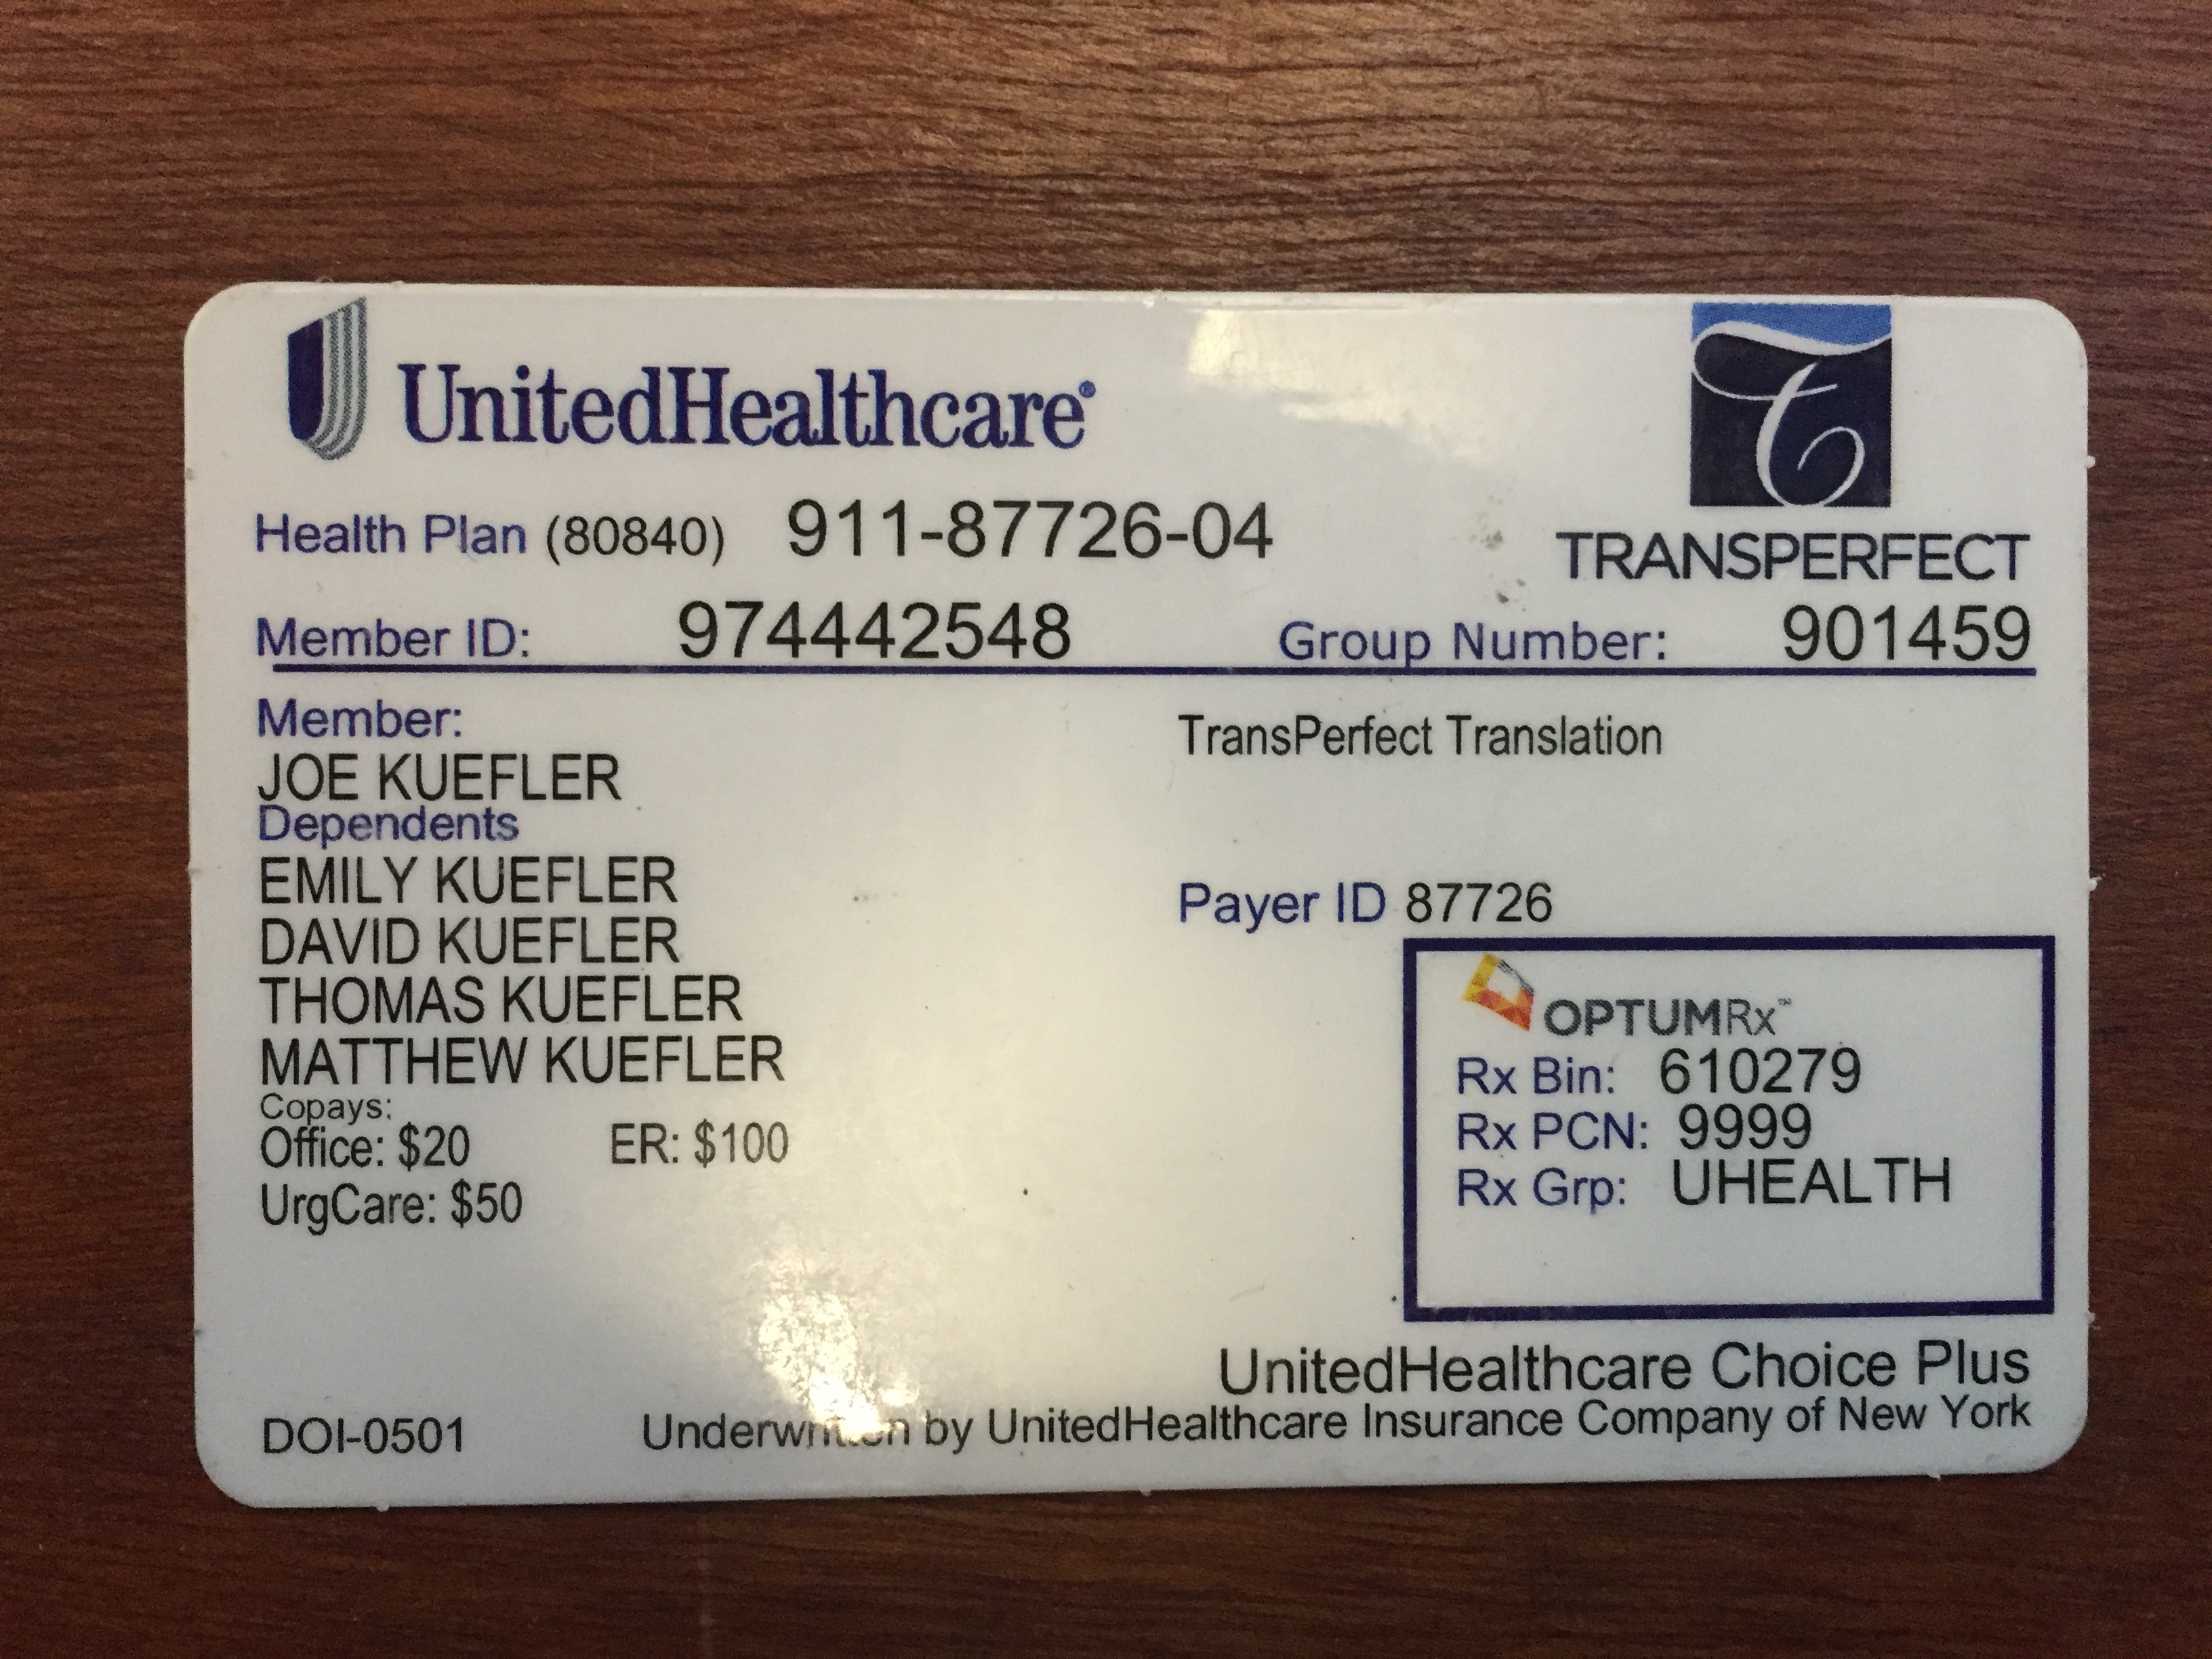 UnitedHealthcare®
TRANSPERFECT
Health Plan (80840) 911-87726-04
Member ID: 974442548 Group Number: 901459
Member:
JOE KUEFLER
Dependents
EMILY KUEFLER
DAVID KUEFLER
THOMAS KUEFLER
MATTHEW KUEFLER
Copays:
Office: $20 ER: $100
UrgCare: $50
TransPerfect Translation
Payer ID 87726
OPTUMRx™
Rx Bin: 610279
Rx PCN: 9999
Rx Grp: UHEALTH
UnitedHealthcare Choice Plus
DOI-0501 Underwritten by UnitedHealthcare Insurance Company of New York